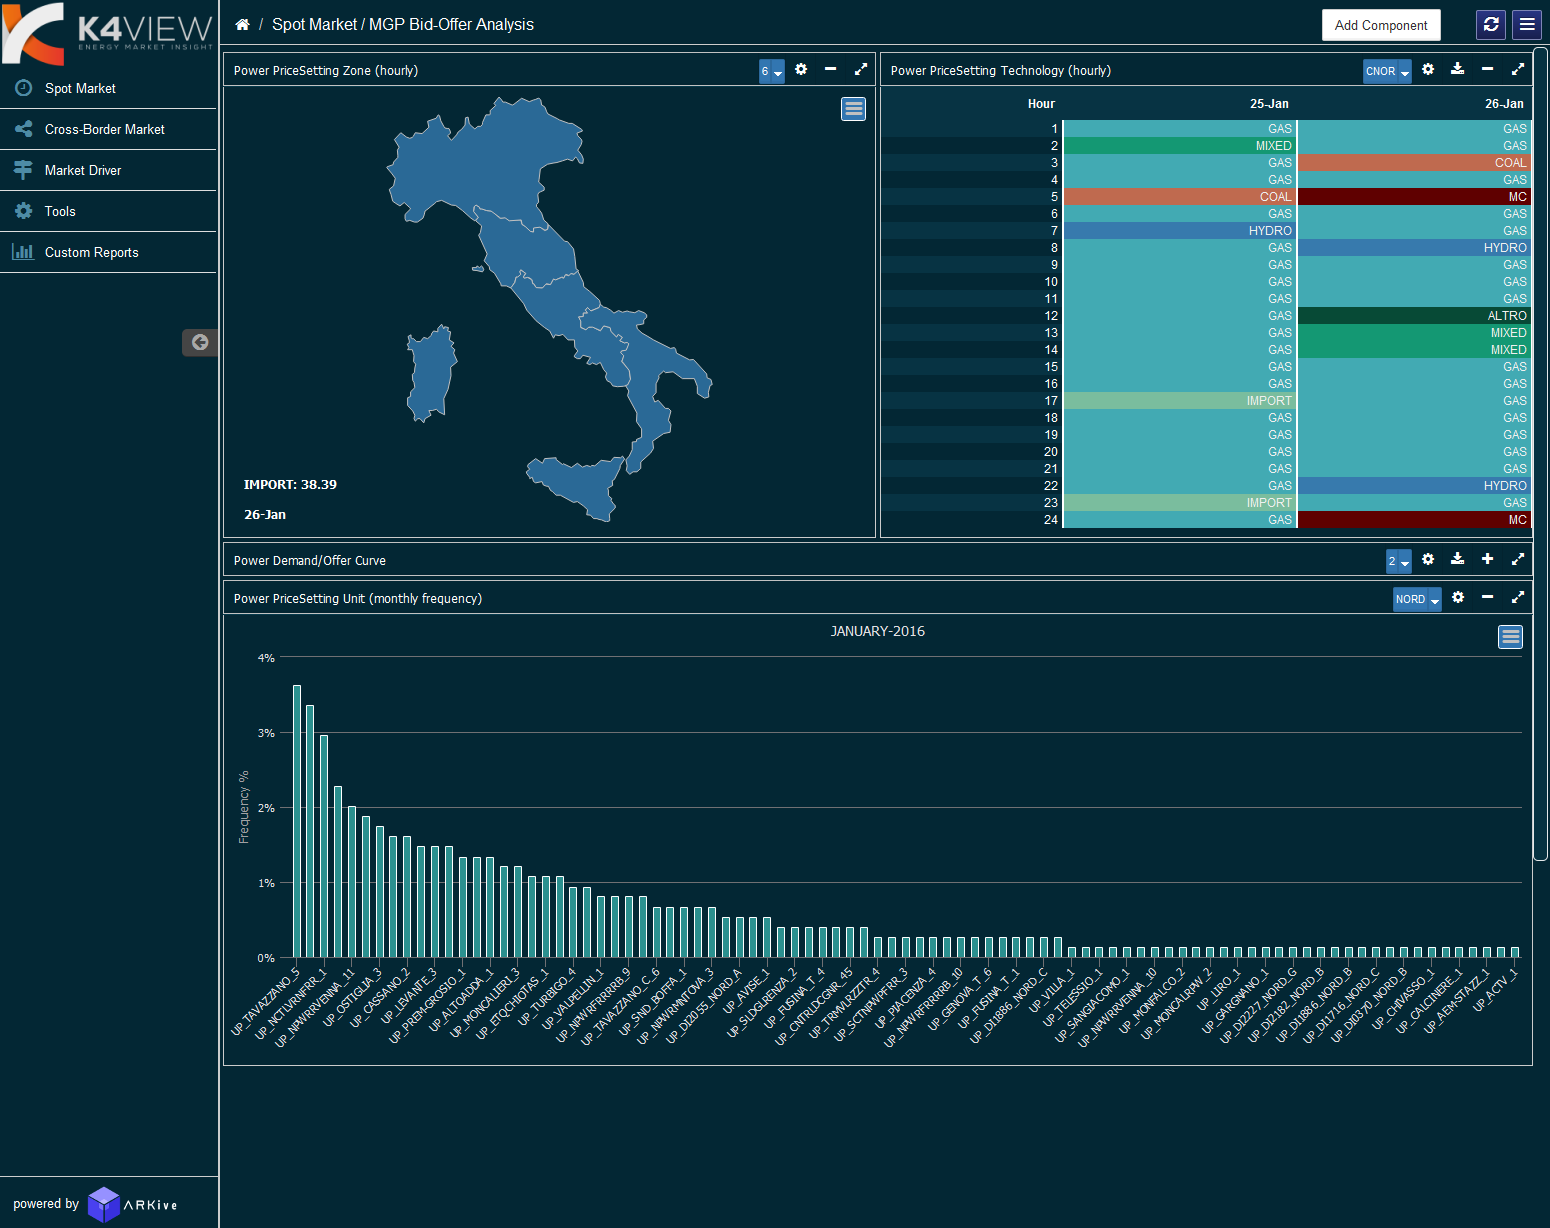 K4VIEW
ENERGY MARKET INSIGHT
Spot Market
Cross-Border Market
Market Driver
Tools
Custom Reports
powered by ARKive
/ Spot Market / MGP Bid-Offer Analysis
Add Component
Power PriceSetting Zone (hourly)
6
IMPORT: 38.39
26-Jan
Power PriceSetting Technology (hourly)
CNOR
Hour 25-Jan 26-Jan
1 GAS GAS
2 MIXED GAS
3 GAS COAL
4 GAS GAS
5 COAL MC
6 GAS GAS
7 HYDRO GAS
8 GAS HYDRO
9 GAS GAS
10 GAS GAS
11 GAS GAS
12 GAS ALTRO
13 GAS MIXED
14 GAS MIXED
15 GAS GAS
16 GAS GAS
17 IMPORT GAS
18 GAS GAS
19 GAS GAS
20 GAS GAS
21 GAS GAS
22 GAS HYDRO
23 IMPORT GAS
24 GAS MC
Power Demand/Offer Curve
2
Power PriceSetting Unit (monthly frequency)
NORD
JANUARY-2016
Frequency %
4%
3%
2%
1%
0%
UP_TAVAZZANO_5
UP_NCTLVRNFRR_1
UP_NPWRRVENNA_11
UP_OSTIGLIA_3
UP_CASSANO_2
UP_LEVANTE_3
UP_PREMGROSIO_1
UP_ALTOADDA_1
UP_MONCALIERI_3
UP_ETQCHIOTAS_1
UP_TURBIGO_4
UP_VALPELLIN_1
UP_NPWRFRRRRB_9
UP_TAVAZZANO_C_6
UP_SND_BOFFA_1
UP_NPWRMNTOVA_3
UP_DI2055_NORD_A
UP_AVISE_1
UP_SLDGLRENZA_2
UP_FUSINA_T_4
UP_CNTRLDCGNR_45
UP_TRMVLRZZTR_4
UP_SCTNPWPFRR_3
UP_PIACENZA_4
UP_NPWRFRRRRB_10
UP_GENOVA_T_6
UP_FUSINA_T_1
UP_DI1886_NORD_C
UP_VILLA_1
UP_TELESSIO_1
UP_SANGIACOMO_1
UP_NPWRRVENNA_10
UP_MONFALCO_2
UP_MONCALRPW_2
UP_LIRO_1
UP_GARGNANO_1
UP_DI2227_NORD_G
UP_DI2182_NORD_B
UP_DI1816_NORD_B
UP_DI1716_NORD_C
UP_DI0370_NORD_B
UP_CHIVASSO_1
UP_CALCINERE_1
UP_AEMSTAZZ_1
UP_ACTV_1